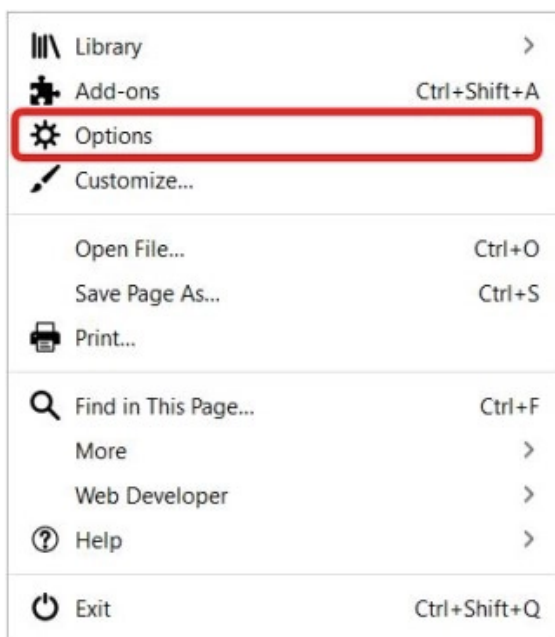 Library
Add-ons Ctrl+Shift+A
Options
Customize...
Open File... Ctrl+O
Save Page As... Ctrl+S
Print...
Find in This Page... Ctrl+F
More
Web Developer
Help
Exit Ctrl+Shift+Q